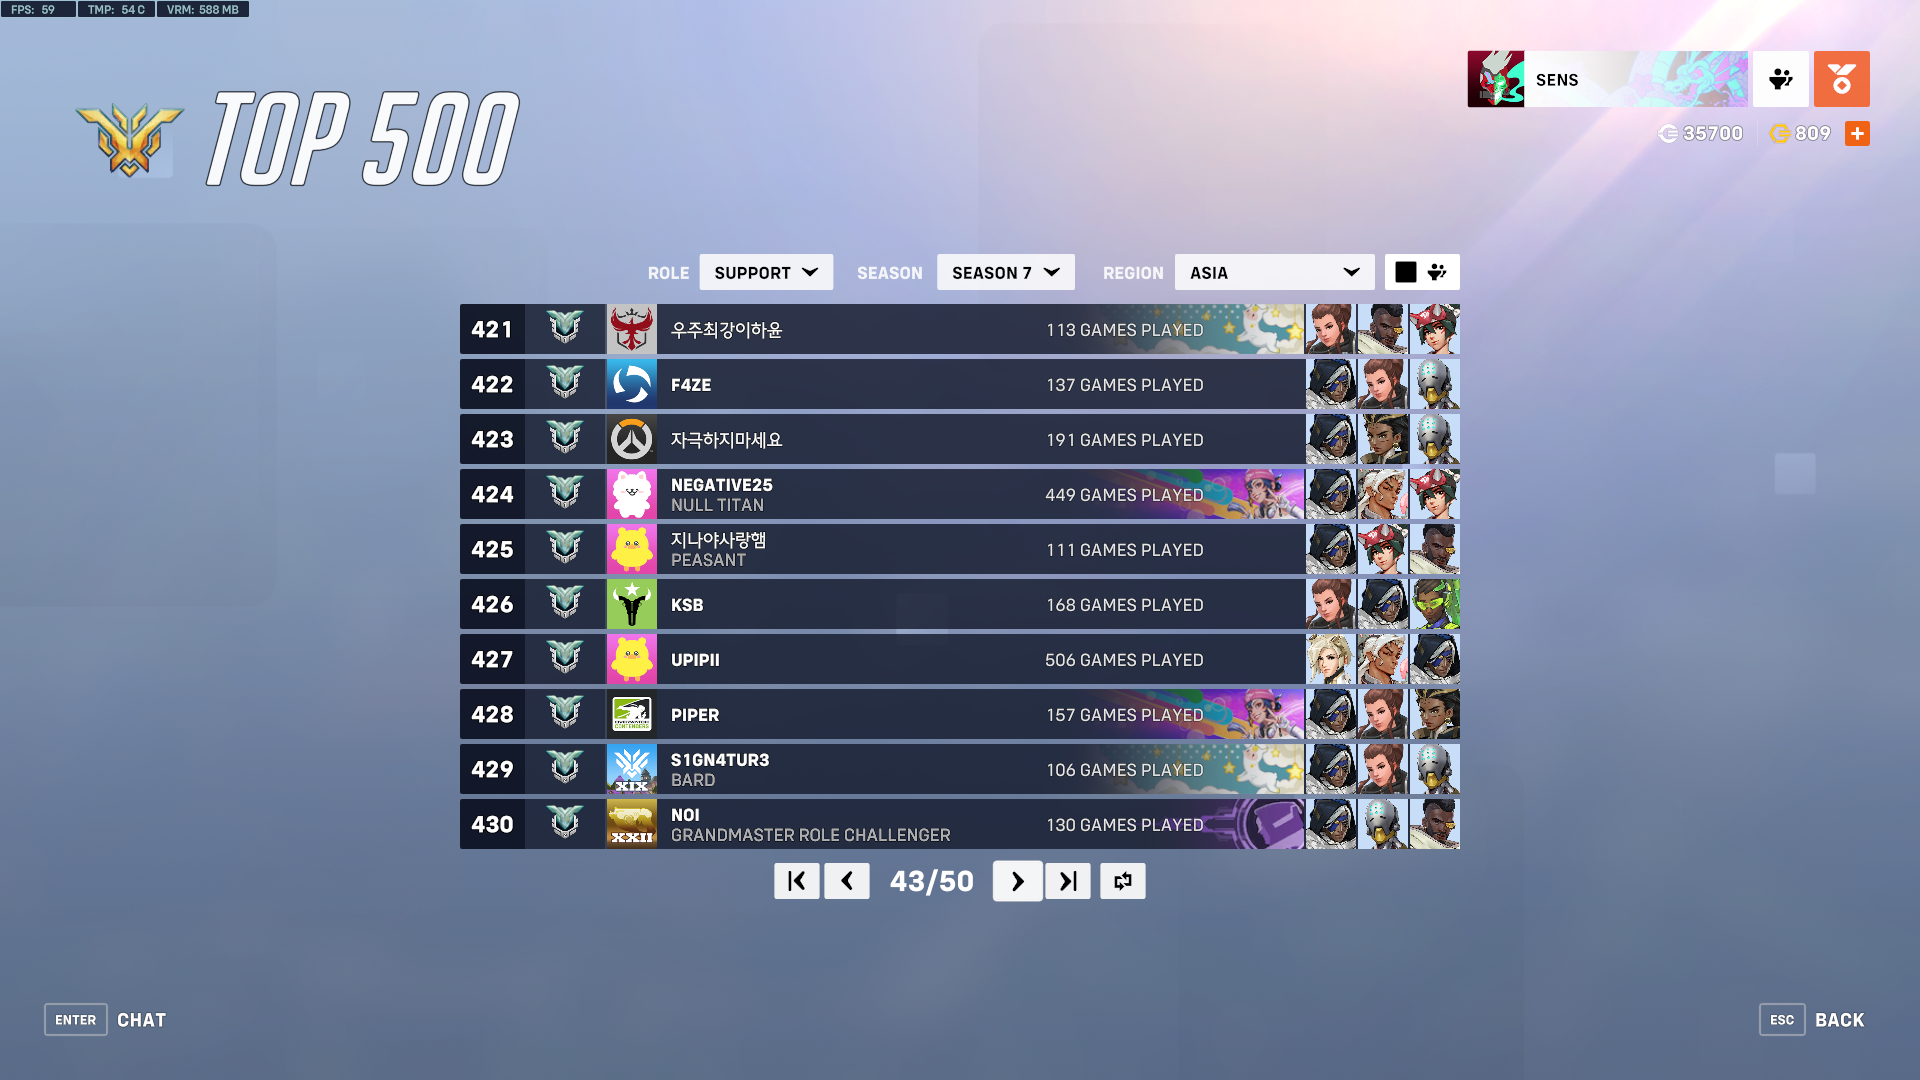 FPS: 59 TMP: 54 C VRM: 588 MB
TOP 500
SENS
35700 809
ROLE SUPPORT SEASON SEASON 7 REGION ASIA
421 우주최강이하윤 113 GAMES PLAYED
422 F4ZE 137 GAMES PLAYED
423 자극하지마세요 191 GAMES PLAYED
424 NEGATIVE25 449 GAMES PLAYED
NULL TITAN
425 지나야사랑햄 111 GAMES PLAYED
PEASANT
426 KSB 168 GAMES PLAYED
427 UPIPII 506 GAMES PLAYED
428 PIPER 157 GAMES PLAYED
429 XIX S1GN4TUR3 106 GAMES PLAYED
BARD
430 XXII NOI 130 GAMES PLAYED
GRANDMASTER ROLE CHALLENGER
43/50
ENTER CHAT
ESC BACK